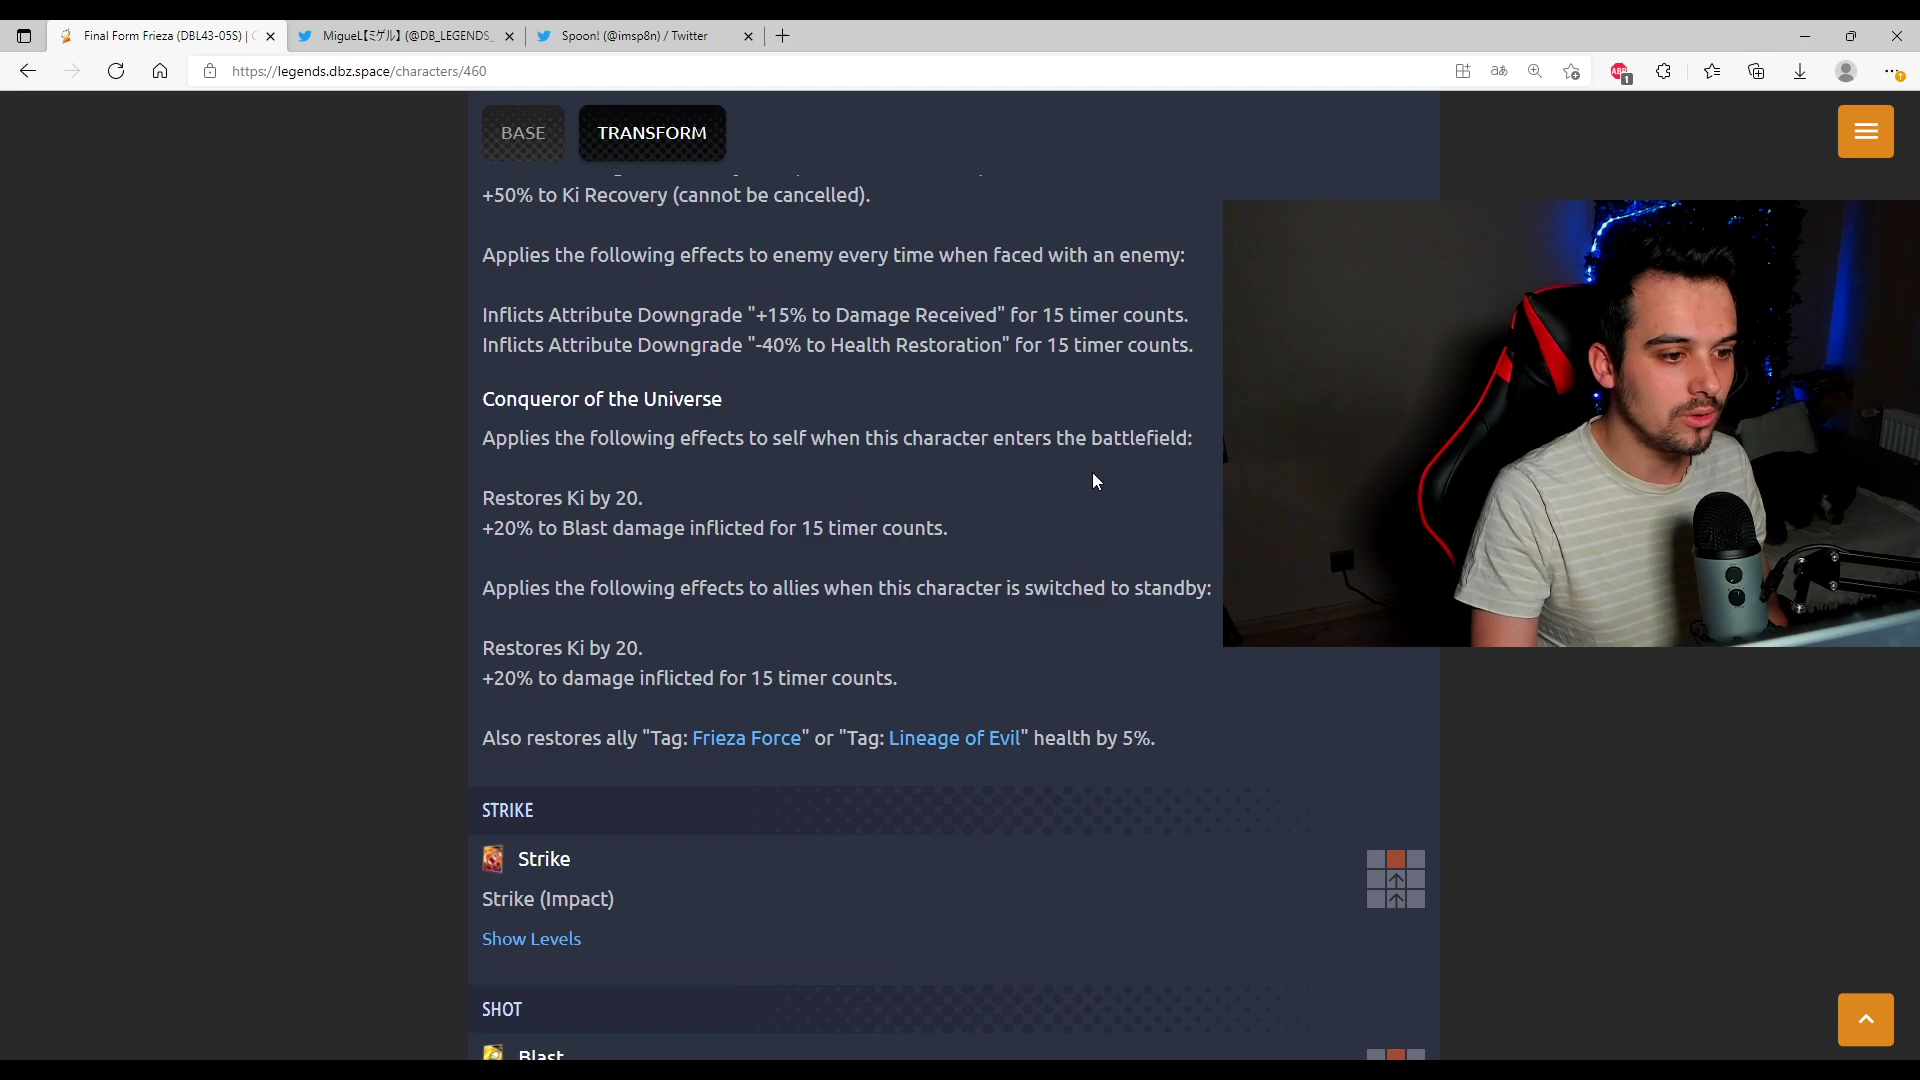 Final Form Frieza (DBL43-05S) |
MigueL【ミゲル】(@DB_LEGENDS_
Spoon! (@imsp8n) / Twitter
https://legends.dbz.space/characters/460
aあ
ABP
1
BASE
TRANSFORM
+50% to Ki Recovery (cannot be cancelled).
Applies the following effects to enemy every time when faced with an enemy:
Inflicts Attribute Downgrade "+15% to Damage Received" for 15 timer counts.
Inflicts Attribute Downgrade "-40% to Health Restoration" for 15 timer counts.
Conqueror of the Universe
Applies the following effects to self when this character enters the battlefield:
Restores Ki by 20.
+20% to Blast damage inflicted for 15 timer counts.
Applies the following effects to allies when this character is switched to standby:
Restores Ki by 20.
+20% to damage inflicted for 15 timer counts.
Also restores ally "Tag: Frieza Force" or "Tag: Lineage of Evil" health by 5%.
STRIKE
Strike
Strike (Impact)
Show Levels
SHOT
Blast